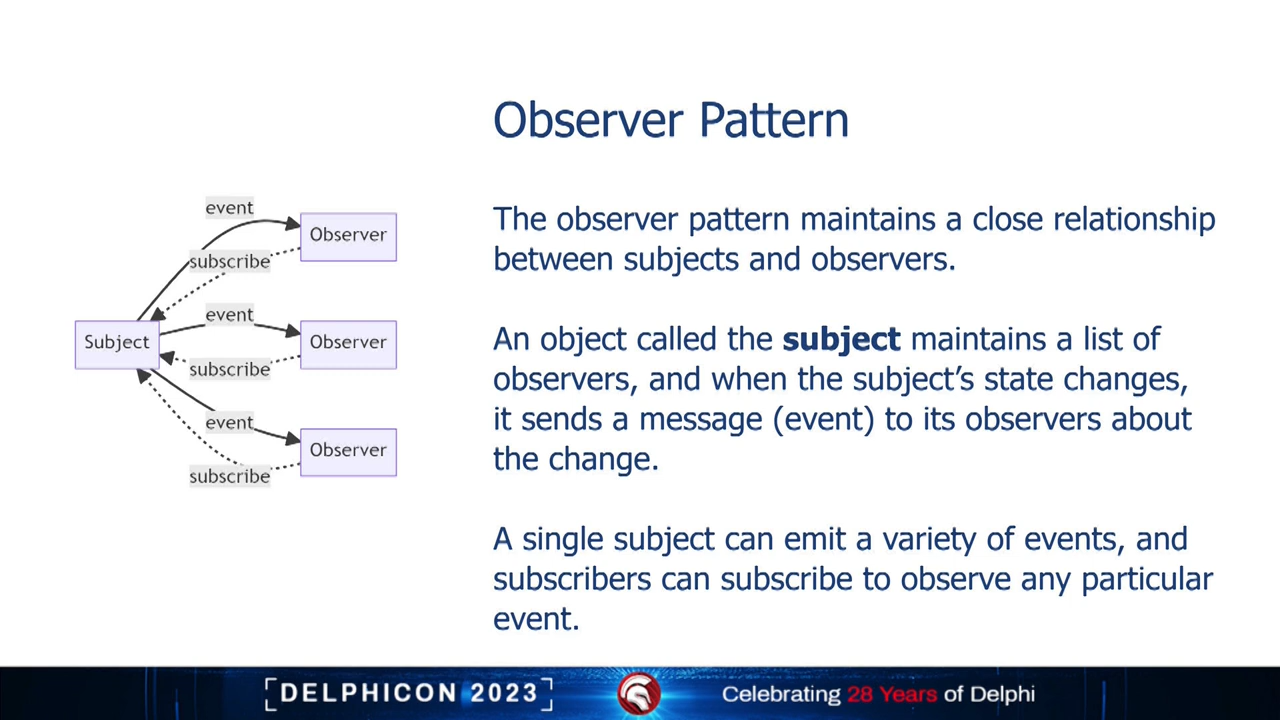 Observer Pattern
event
Observer
subscribe
event
Subject
Observer
subscribe
event
Observer
subscribe
The observer pattern maintains a close relationship
between subjects and observers.
An object called the subject maintains a list of
observers, and when the subject’s state changes,
it sends a message (event) to its observers about
the change.
A single subject can emit a variety of events, and
subscribers can subscribe to observe any particular
event.
[DELPHICON 2023]
Celebrating 28 Years of Delphi